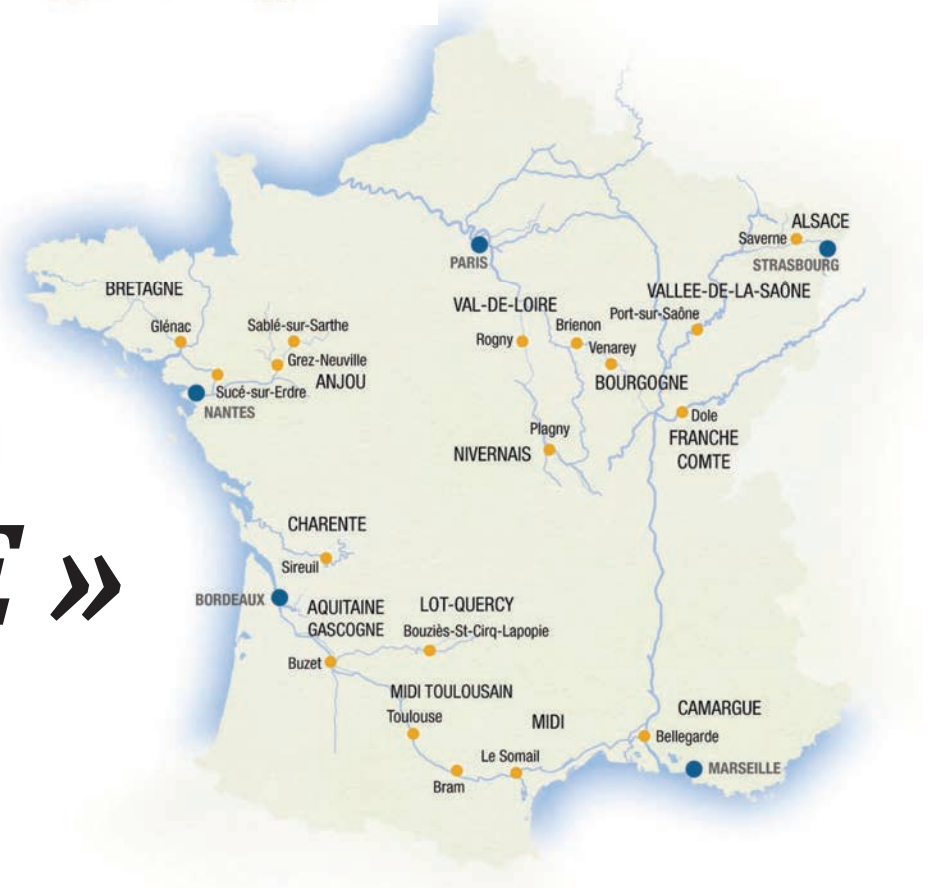 ALSACE
Saverne
STRASBOURG
PARIS
BRETAGNE
VALLEE-DE-LA-SAÔNE
VAL-DE-LOIRE
Port-sur-Saône
Glénac
Sablé-sur-Sarthe
Brienon
Rogny
Venarey
Grez-Neuville
ANJOU
BOURGOGNE
Sucé-sur-Erdre
NANTES
Dole
Plagny
FRANCHE
COMTE
NIVERNAIS
CHARENTE
E »
Sireuil
BORDEAUX
AQUITAINE
GASCOGNE
LOT-QUERCY
Bouziès-St-Cirq-Lapopie
Buzet
MIDI TOULOUSAIN
Toulouse
MIDI
CAMARGUE
Bellegarde
Le Somail
MARSEILLE
Bram